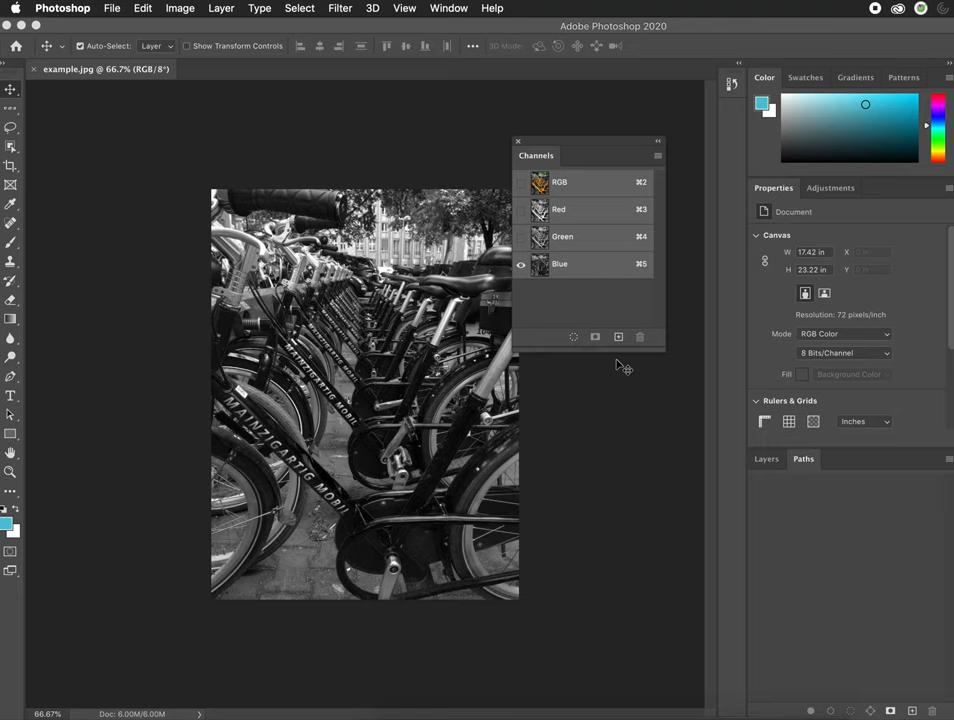 Photoshop File Edit Image Layer Type Select Filter 3D View Window Help
Adobe Photoshop 2020
Auto-Select: Layer Show Transform Controls 3D Mode:
example.jpg @ 66.7% (RGB/8*)
Color Swatches Gradients Patterns
Channels
RGB ⌘2
Red ⌘3
Green ⌘4
Blue ⌘5
Properties Adjustments
Document
Canvas
W 17.42 in X 0 in
H 23.22 in Y 0 in
Resolution: 72 pixels/inch
Mode RGB Color
8 Bits/Channel
Fill Background Color
Rulers & Grids
Inches
Layers Paths
MAINZIGARTIG MOBIL
MAINZIGARTIG MOBIL
66.67% Doc: 6.00M/6.00M